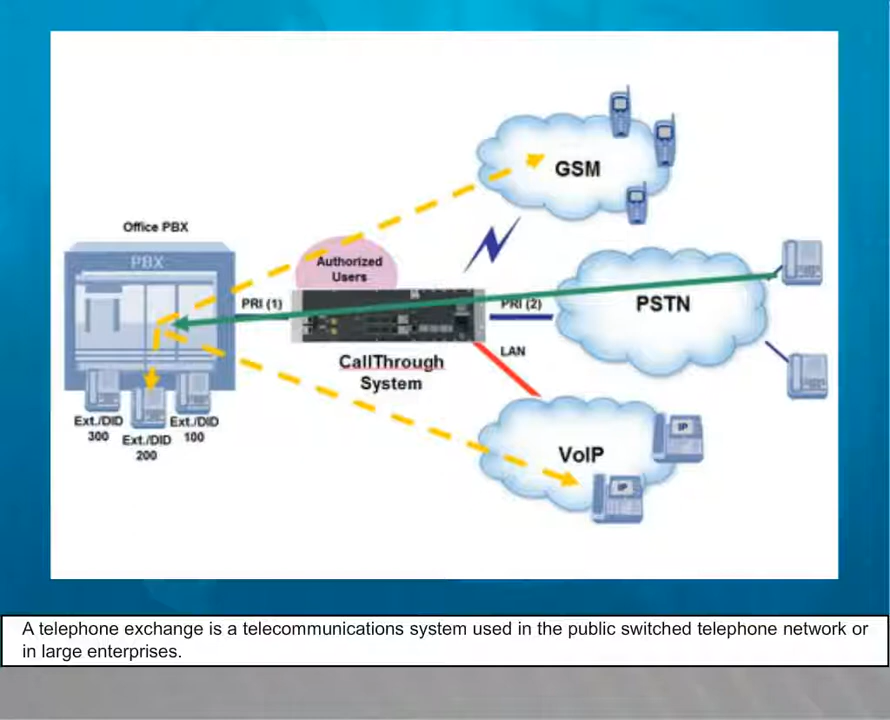 GSM
Office PBX
PBX
Authorized
Users
PRI (1)
PRI (2)
PSTN
CallThrough
System
LAN
Ext./DID
300
Ext./DID
200
Ext./DID
100
VoIP
IP
IP
A telephone exchange is a telecommunications system used in the public switched telephone network or
in large enterprises.